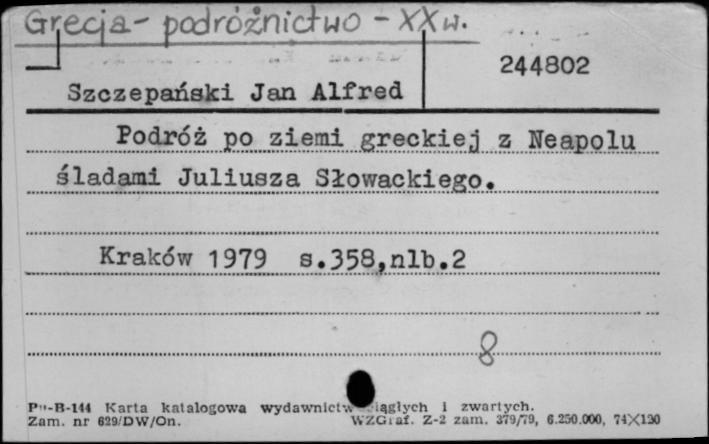 Grecja - podróżnictwo - XX w.
244802
Szczepański Jan Alfred
Podróż po ziemi greckiej z Neapolu
śladami Juliusza Słowackiego.
Kraków 1979 s.358,nlb.2
8
Pu-B-144 Karta katalogowa wydawnictw ciągłych i zwartych.
Zam. nr 629/DW/On. WZGraf. Z-2 zam. 379/79, 6.250.000, 74X130